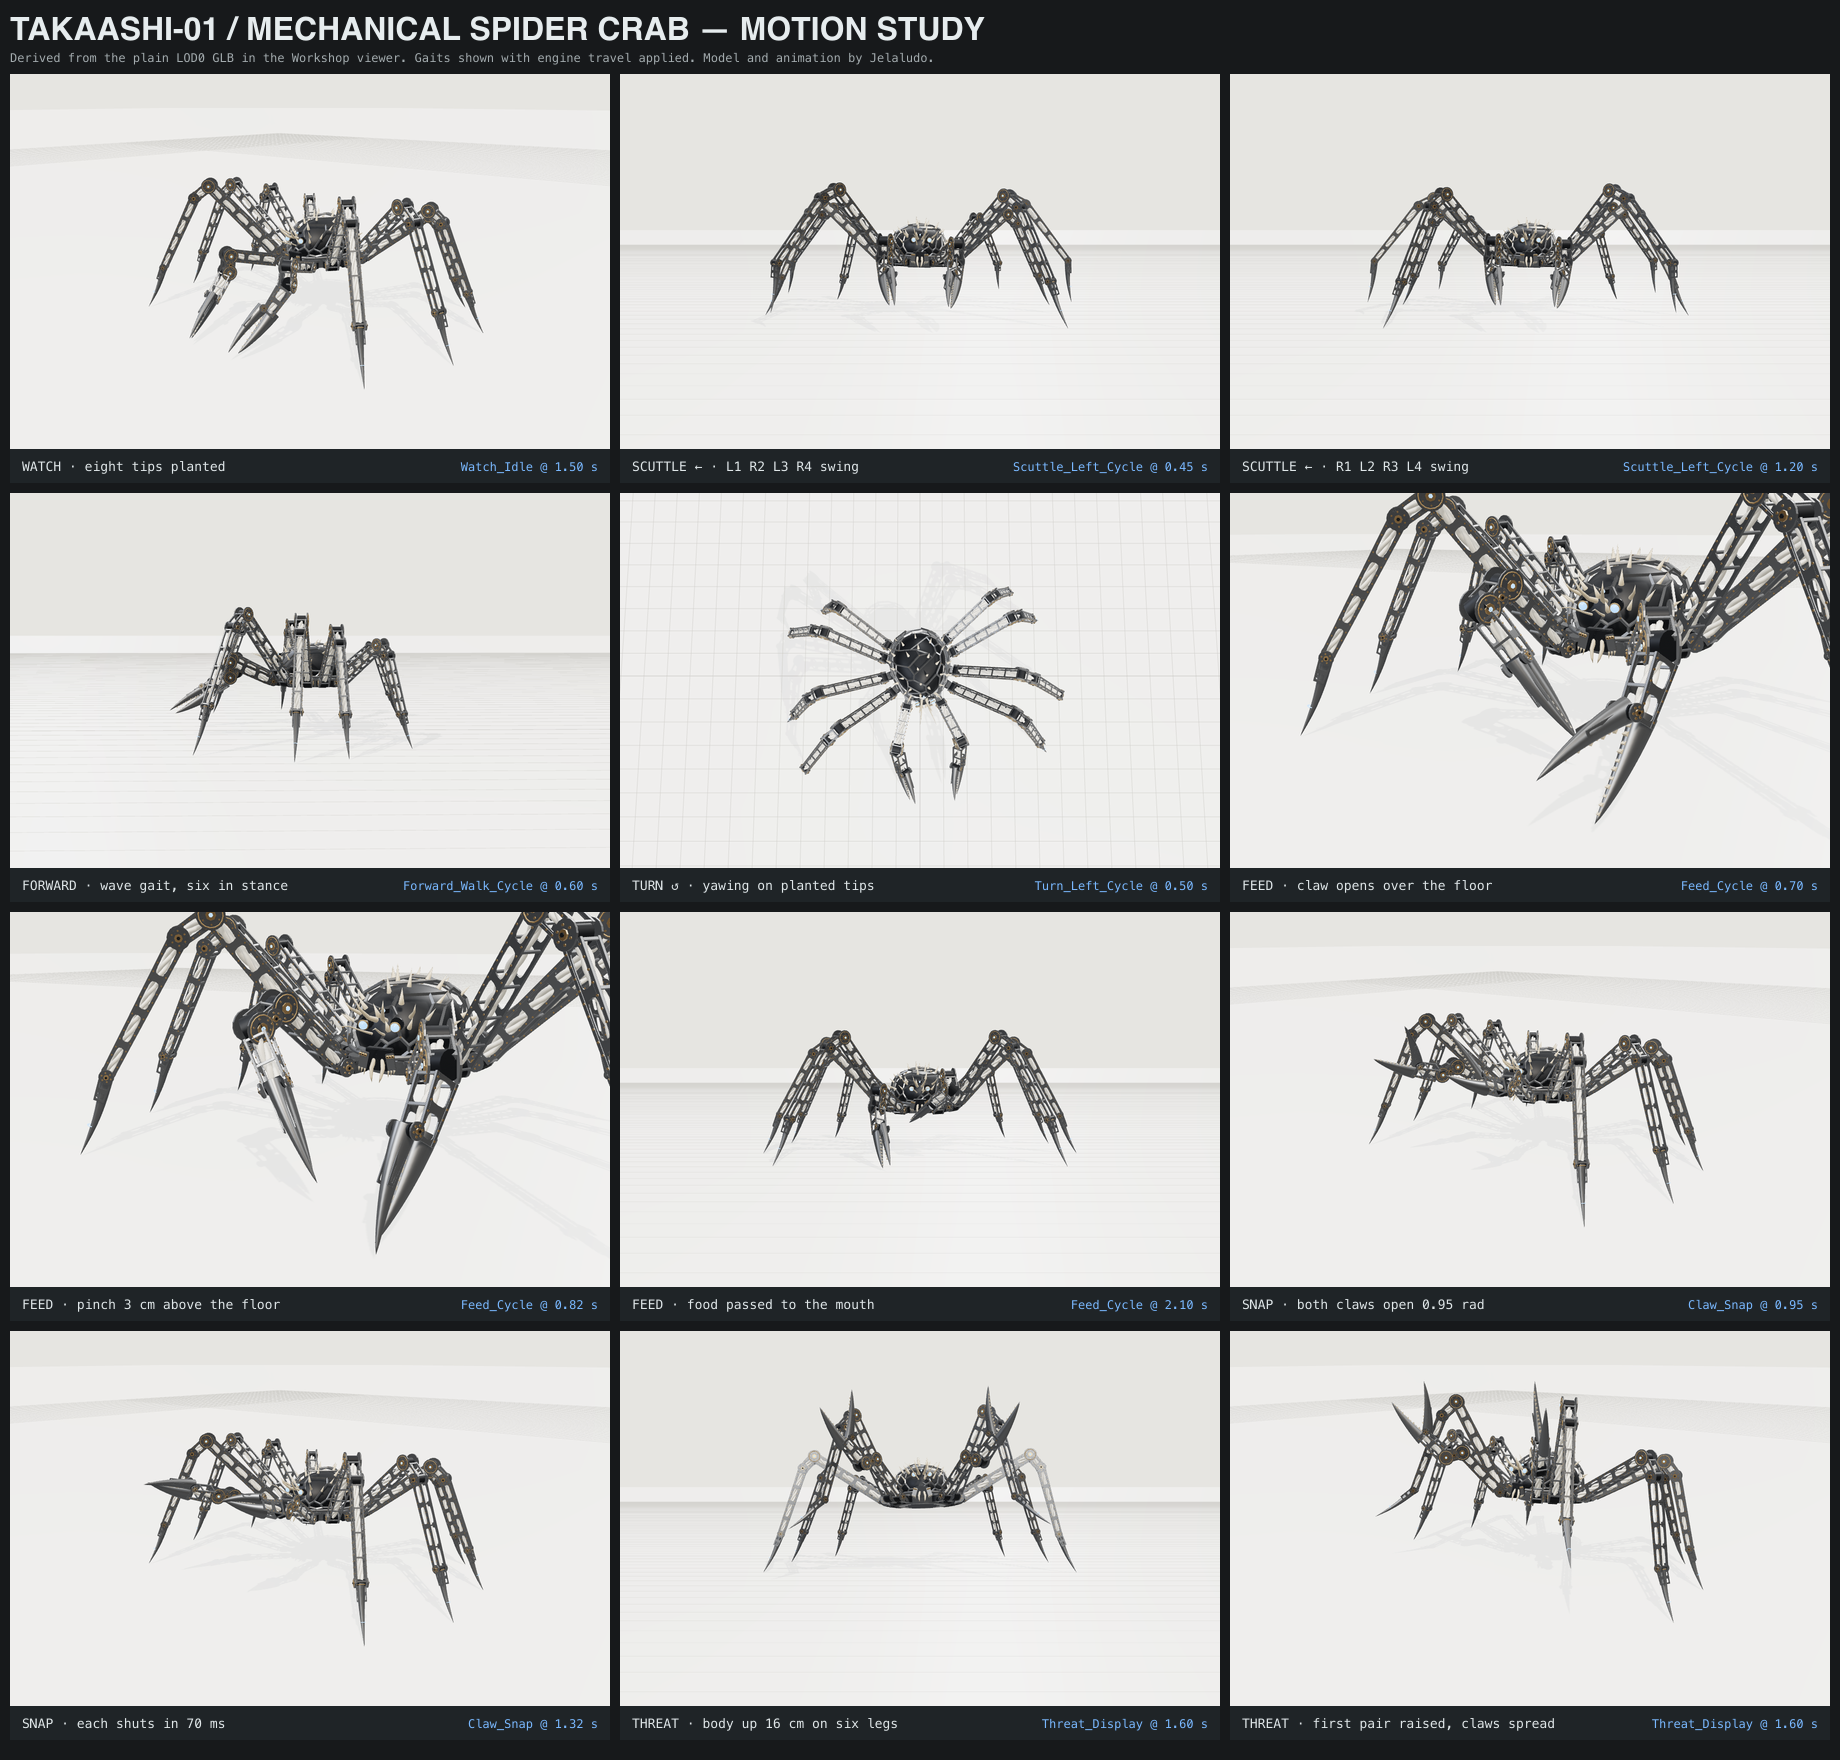 TAKAASHI-01 / MECHANICAL SPIDER CRAB — MOTION STUDY
Derived from the plain LOD0 GLB in the Workshop viewer. Gaits shown with engine travel applied. Model and animation by Jelaludo.
WATCH · eight tips planted Watch_Idle @ 1.50 s
SCUTTLE ← · L1 R2 L3 R4 swing Scuttle_Left_Cycle @ 0.45 s
SCUTTLE ← · R1 L2 R3 L4 swing Scuttle_Left_Cycle @ 1.20 s
FORWARD · wave gait, six in stance Forward_Walk_Cycle @ 0.60 s
TURN ↺ · yawing on planted tips Turn_Left_Cycle @ 0.50 s
FEED · claw opens over the floor Feed_Cycle @ 0.70 s
FEED · pinch 3 cm above the floor Feed_Cycle @ 0.82 s
FEED · food passed to the mouth Feed_Cycle @ 2.10 s
SNAP · both claws open 0.95 rad Claw_Snap @ 0.95 s
SNAP · each shuts in 70 ms Claw_Snap @ 1.32 s
THREAT · body up 16 cm on six legs Threat_Display @ 1.60 s
THREAT · first pair raised, claws spread Threat_Display @ 1.60 s